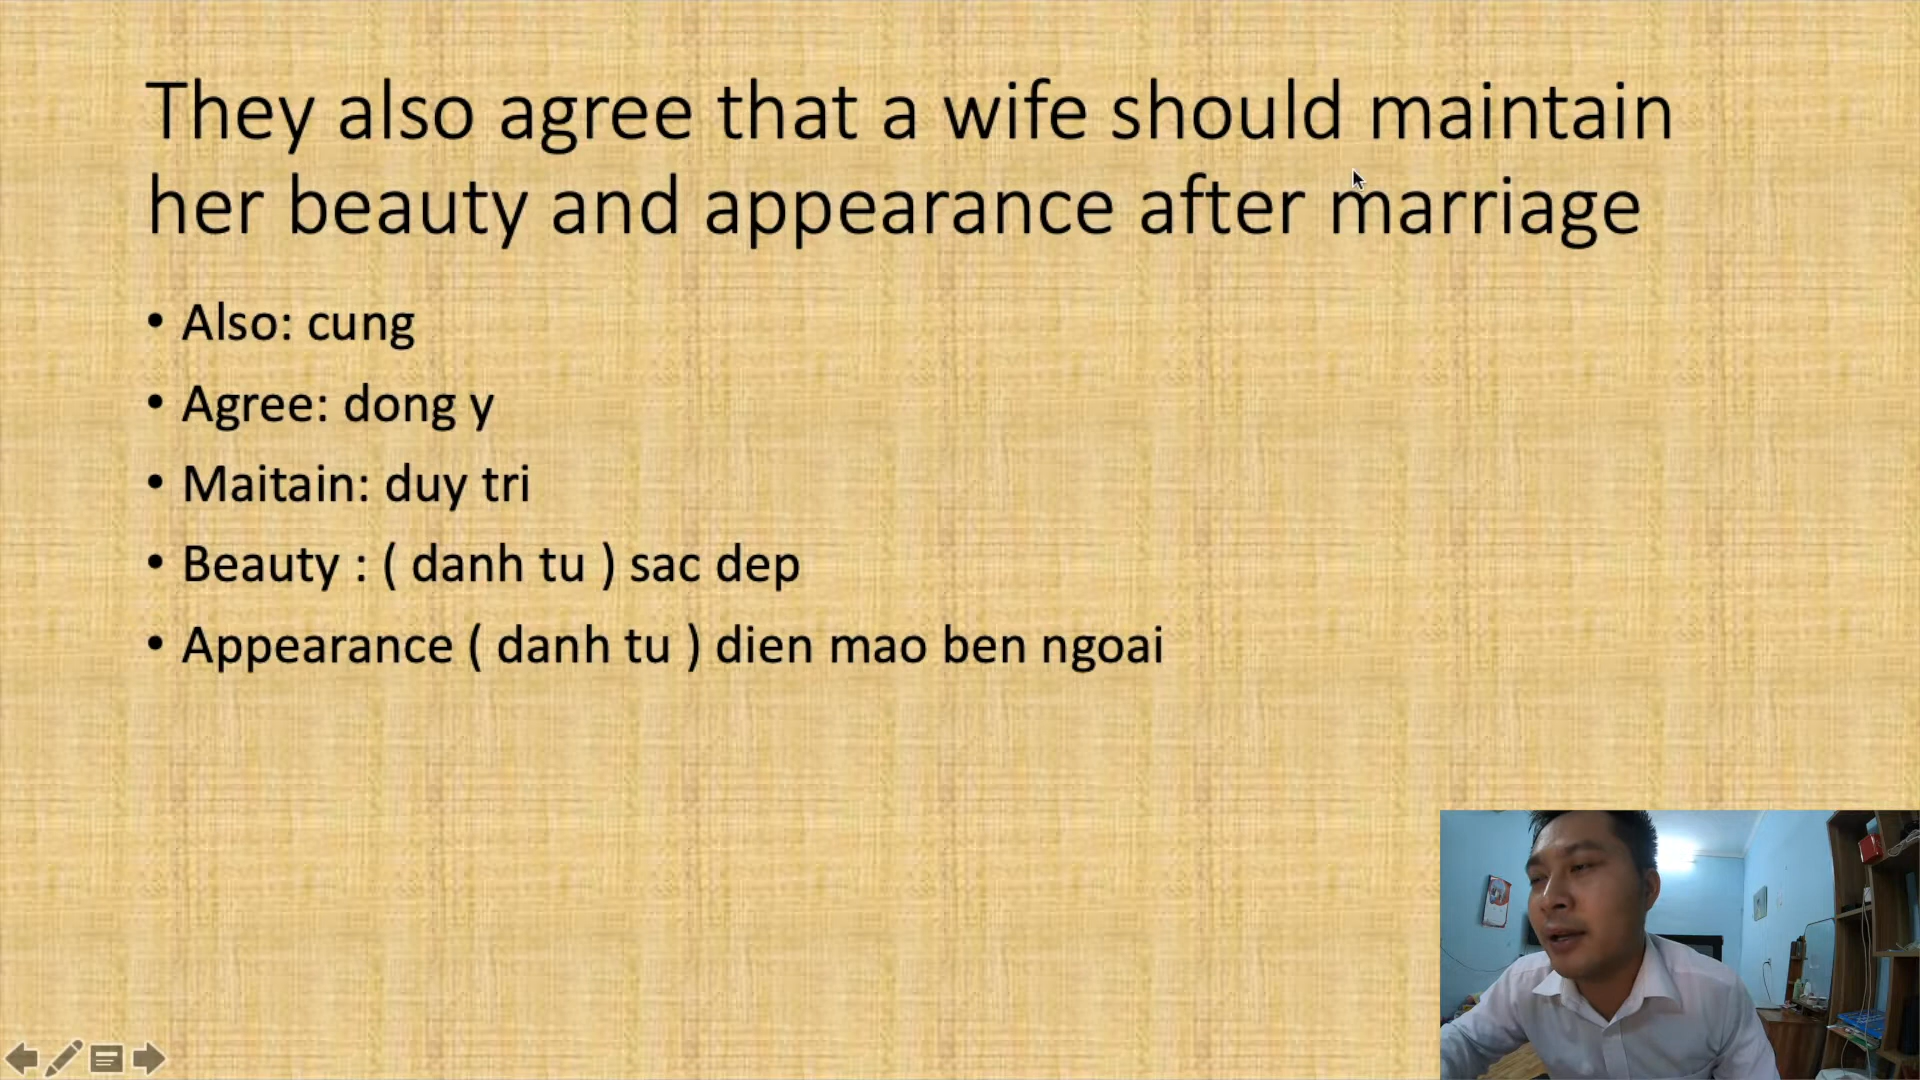 They also agree that a wife should maintain
her beauty and appearance after marriage
• Also: cung
• Agree: dong y
• Maitain: duy tri
• Beauty : ( danh tu ) sac dep
• Appearance ( danh tu ) dien mao ben ngoai